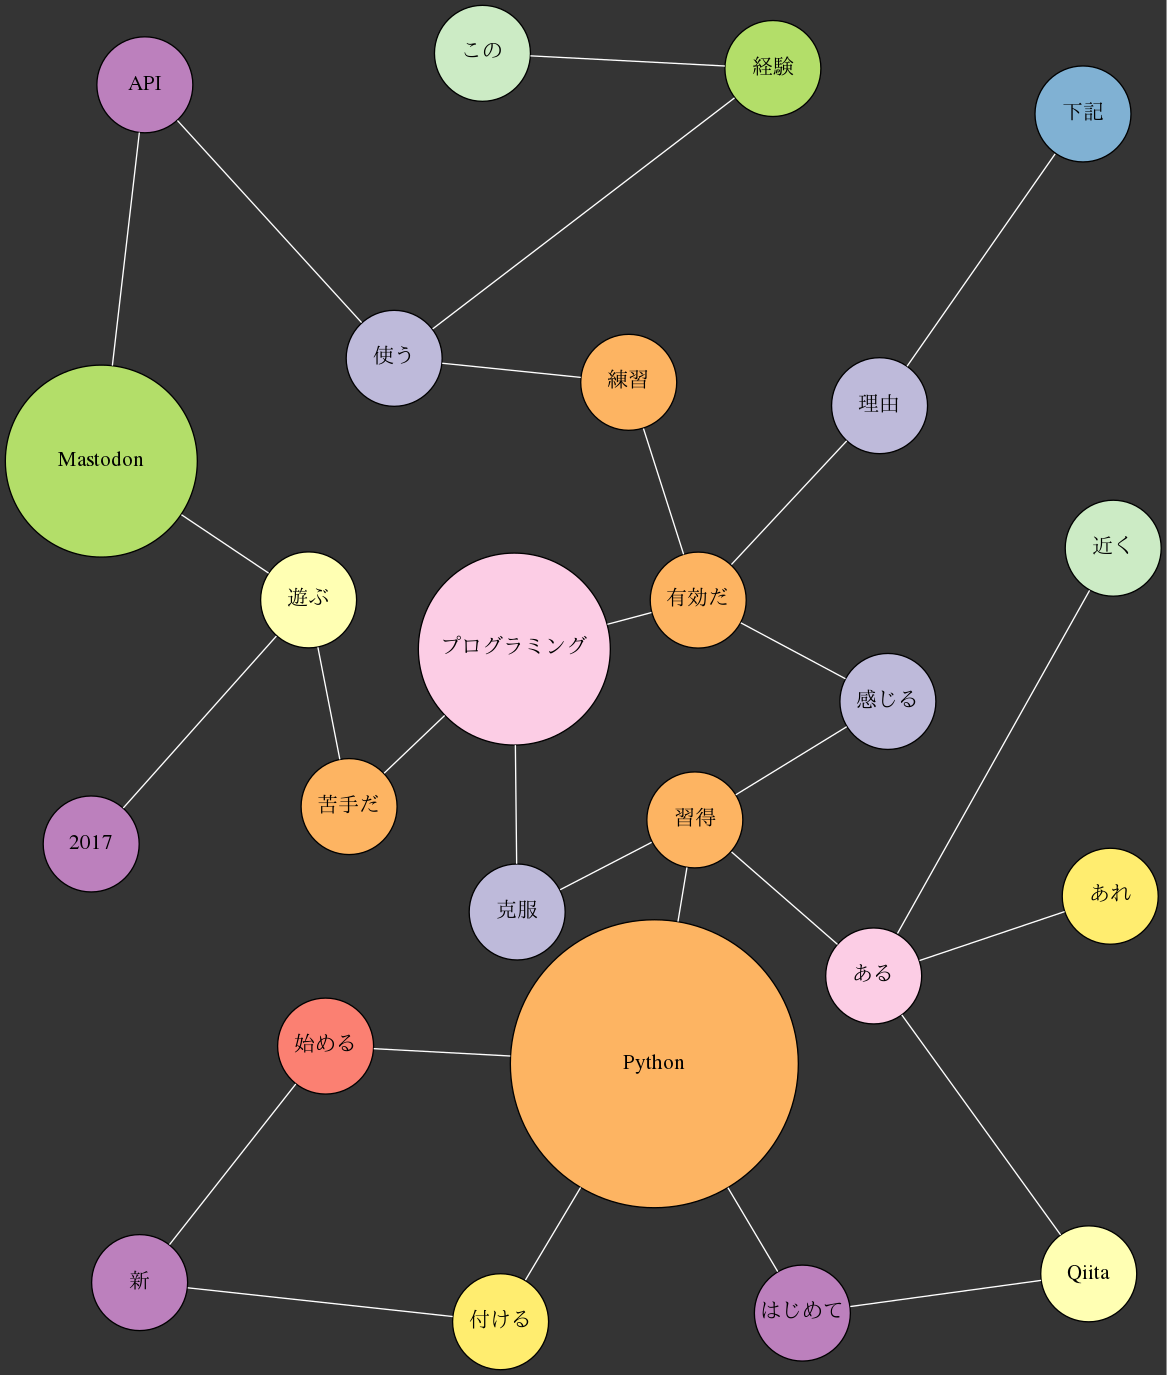 この
経験
API
下記
使う
練習
理由
Mastodon
近く
遊ぶ
有効だ
プログラミング
感じる
苦手だ
習得
2017
あれ
克服
ある
始める
Python
Qiita
新
はじめて
付ける